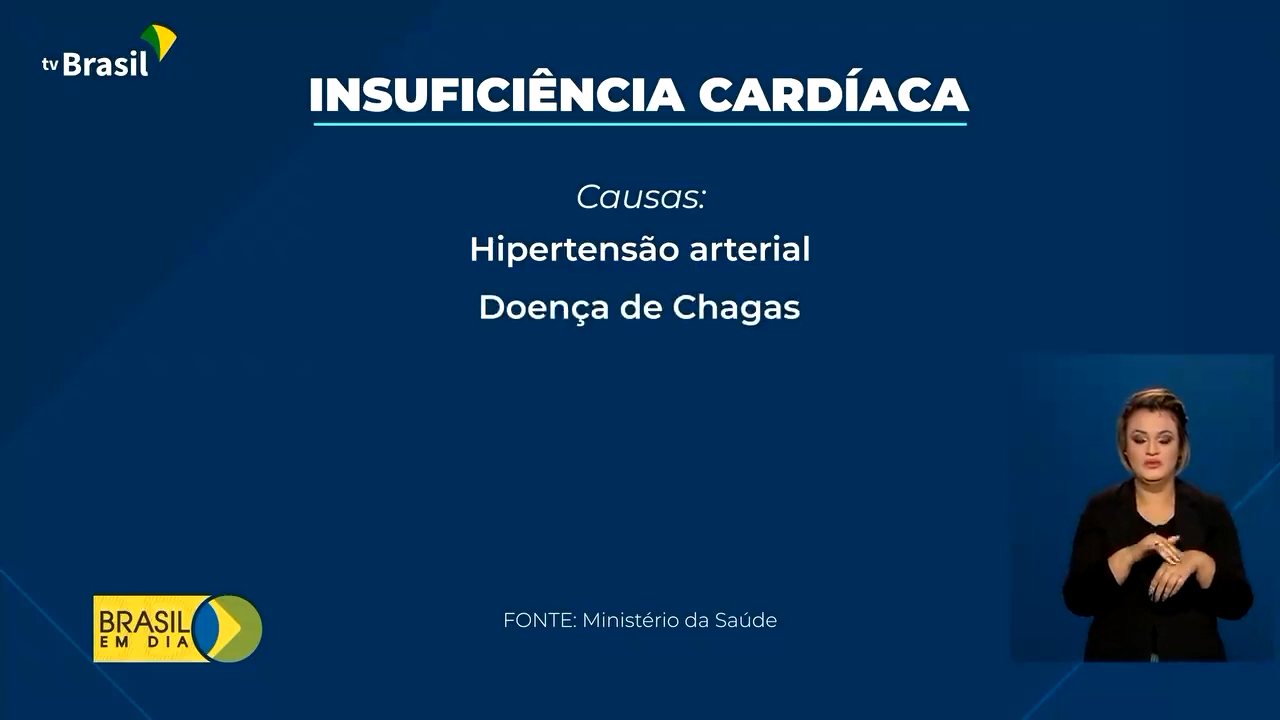 tv Brasil
INSUFICIÊNCIA CARDÍACA
Causas:
Hipertensão arterial
Doença de Chagas
BRASIL
EM DIA
FONTE: Ministério da Saúde